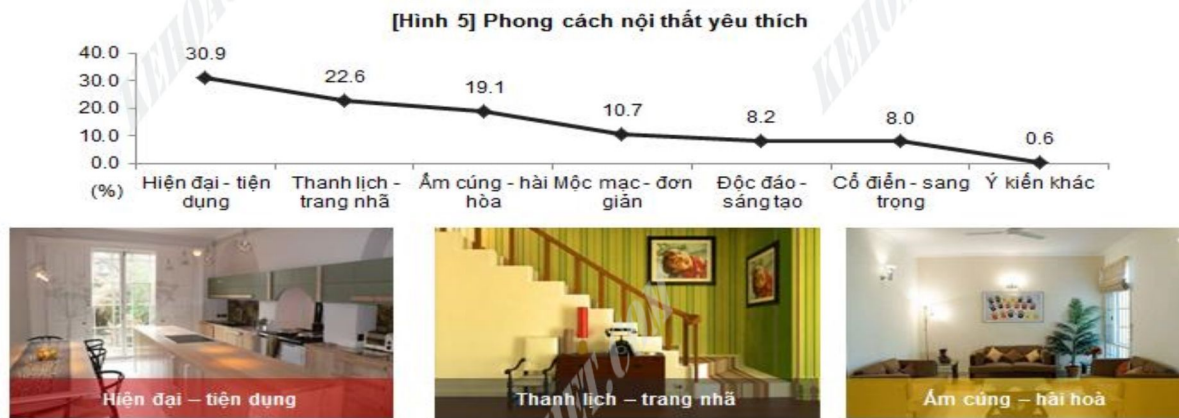 [Hình 5] Phong cách nội thất yêu thích
40.0
30.0
20.0
10.0
0.0
(%)
30.9
22.6
19.1
10.7
8.2
8.0
0.6
Hiện đại - tiện
dụng
Thanh lịch -
trang nhã
Ấm cúng - hài
hòa
Mộc mạc - đơn
giản
Độc đáo -
sáng tạo
Cổ điển - sang
trọng
Ý kiến khác
Hiện đại – tiện dụng
Thanh lịch – trang nhã
Ấm cúng – hài hoà